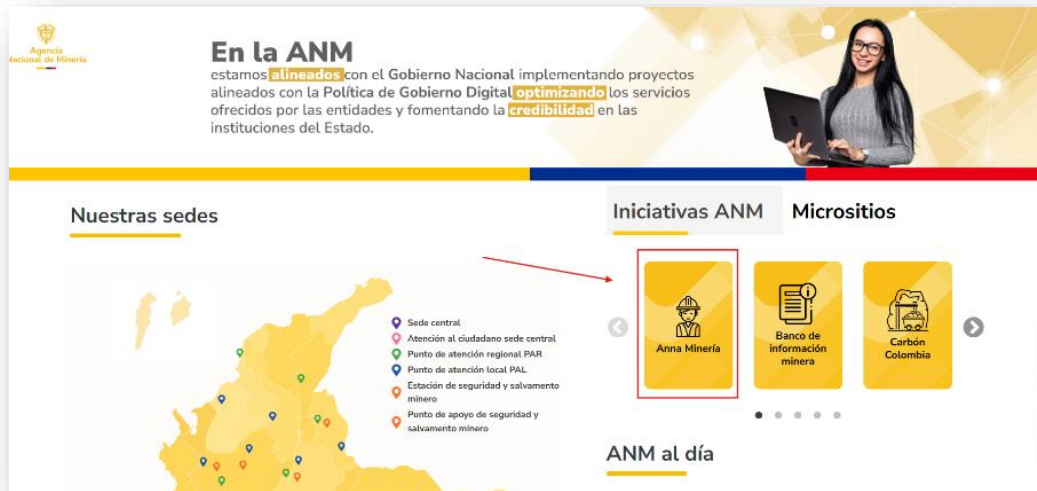 Agencia
Nacional de Minería
En la ANM
estamos alineados con el Gobierno Nacional implementando proyectos
alineados con la Política de Gobierno Digital optimizando los servicios
ofrecidos por las entidades y fomentando la credibilidad en las
instituciones del Estado.
Nuestras sedes
Sede central
Atención al ciudadano sede central
Punto de atención regional PAR
Punto de atención local PAL
Estación de seguridad y salvamento
minero
Punto de apoyo de seguridad y
salvamento minero
Iniciativas ANM
Micrositios
Anna Minería
Banco de
información
minera
Carbón
Colombia
ANM al día